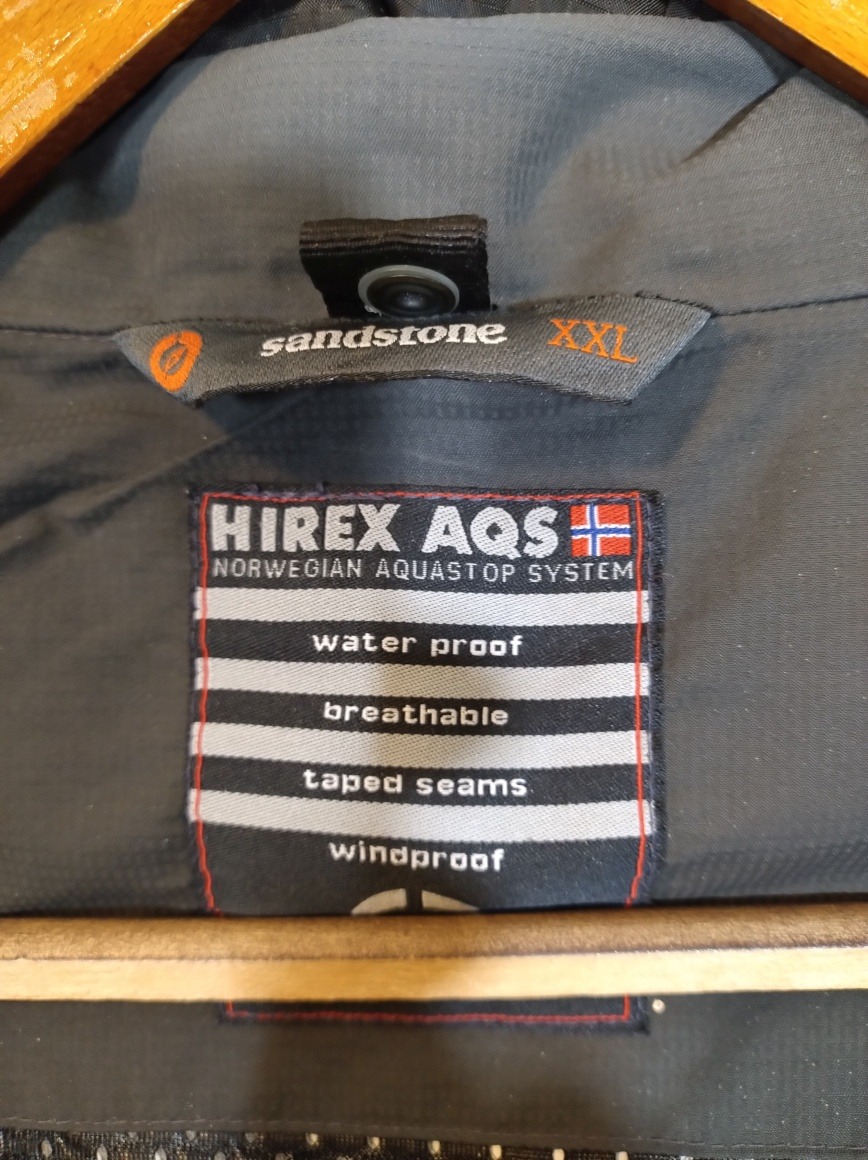 sandstone XXL
HIREX AQS
NORWEGIAN AQUASTOP SYSTEM
water proof
breathable
taped seams
windproof